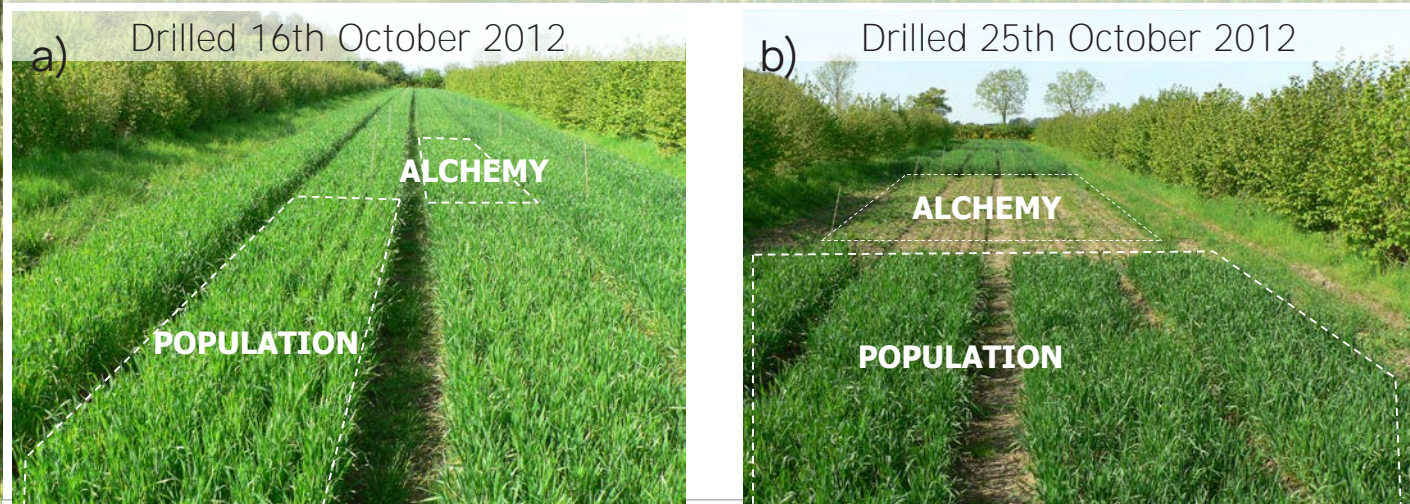 a) Drilled 16th October 2012
ALCHEMY
POPULATION
b) Drilled 25th October 2012
ALCHEMY
POPULATION